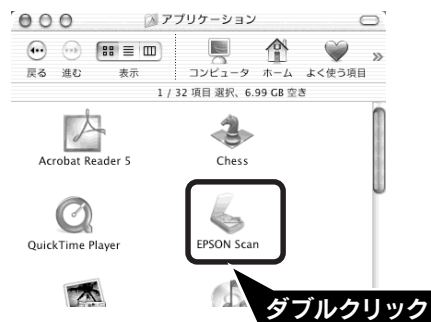 アプリケーション
戻る 進む 表示 コンピュータ ホーム よく使う項目
1 / 32 項目 選択、6.99 GB 空き
Acrobat Reader 5 Chess
QuickTime Player EPSON Scan
ダブルクリック